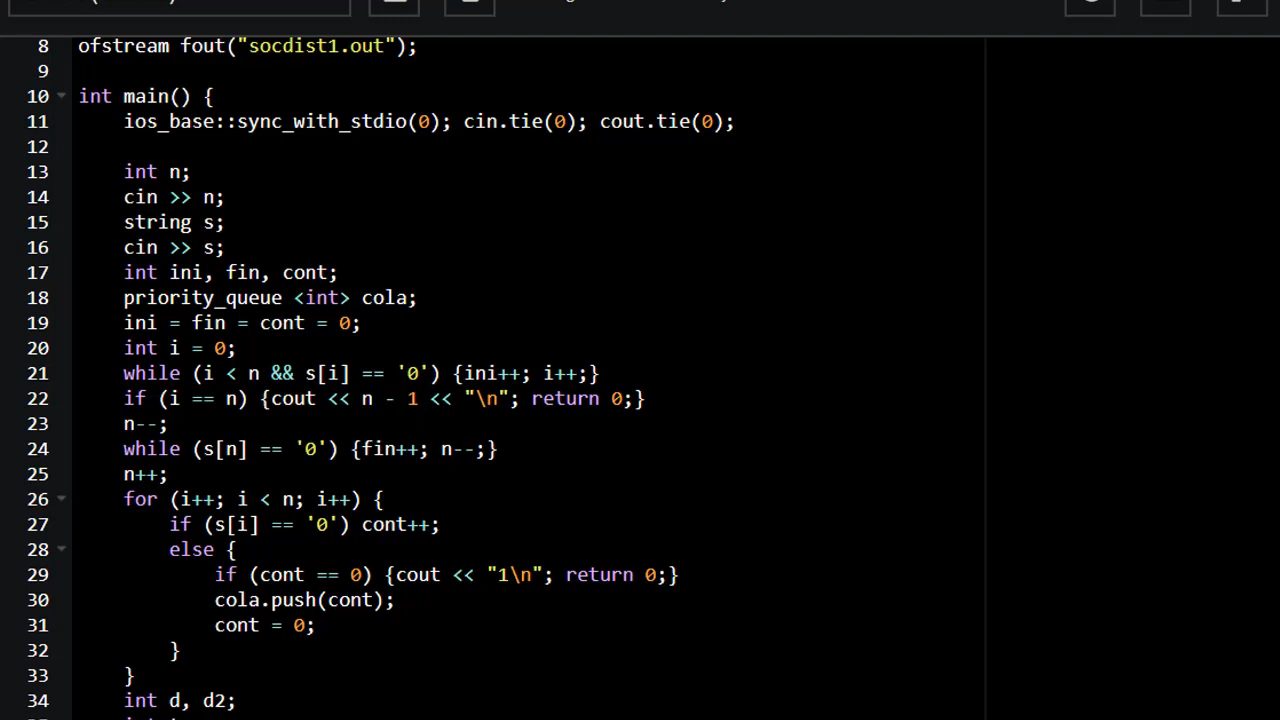 8 ofstream fout("socdist1.out");
9
10 int main() {
11 ios_base::sync_with_stdio(0); cin.tie(0); cout.tie(0);
12
13 int n;
14 cin >> n;
15 string s;
16 cin >> s;
17 int ini, fin, cont;
18 priority_queue <int> cola;
19 ini = fin = cont = 0;
20 int i = 0;
21 while (i < n && s[i] == '0') {ini++; i++;}
22 if (i == n) {cout << n - 1 << "\n"; return 0;}
23 n--;
24 while (s[n] == '0') {fin++; n--;}
25 n++;
26 for (i++; i < n; i++) {
27 if (s[i] == '0') cont++;
28 else {
29 if (cont == 0) {cout << "1\n"; return 0;}
30 cola.push(cont);
31 cont = 0;
32 }
33 }
34 int d, d2;